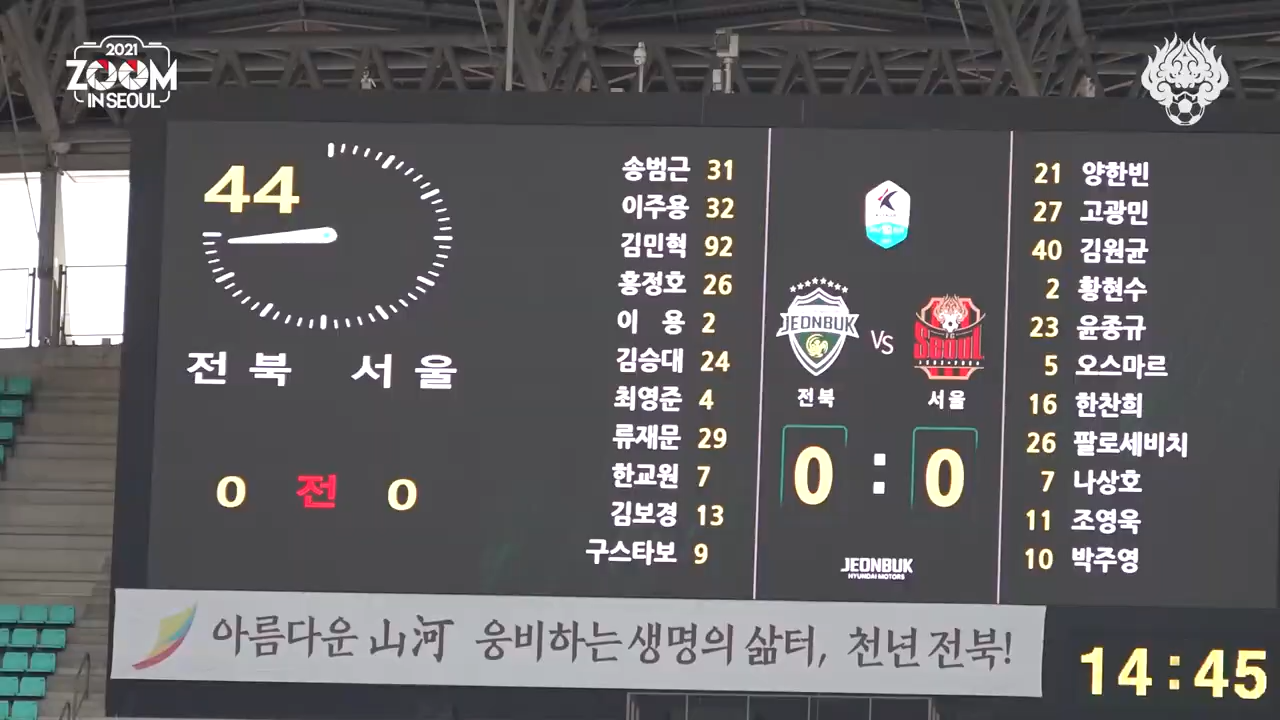 2021
ZOOM
IN SEOUL
44
전북 서울
0 전 0
송범근 31
이주용 32
김민혁 92
홍정호 26
이 용 2
김승대 24
최영준 4
류재문 29
한교원 7
김보경 13
구스타보 9
JEONBUK
VS
Seoul
전북
서울
0 : 0
JEONBUK
HYUNDAI MOTORS
21 양한빈
27 고광민
40 김원균
2 황현수
23 윤종규
5 오스마르
16 한찬희
26 팔로세비치
7 나상호
11 조영욱
10 박주영
아름다운 山河 웅비하는 생명의 삶터, 천년 전북!
14:45